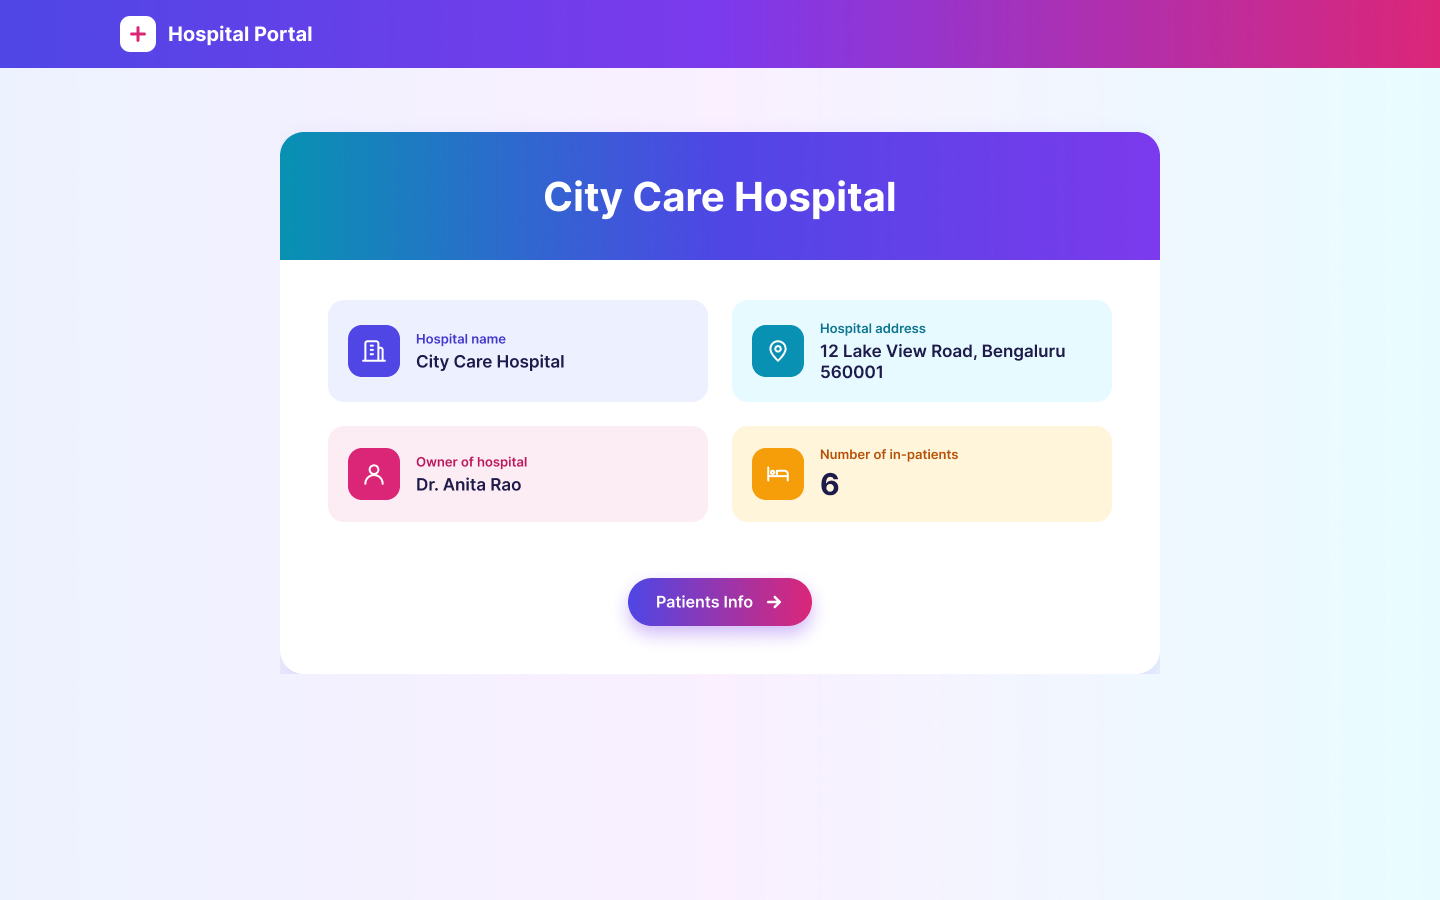 Hospital Portal
City Care Hospital
Hospital name
City Care Hospital
Hospital address
12 Lake View Road, Bengaluru
560001
Owner of hospital
Dr. Anita Rao
Number of in-patients
6
Patients Info